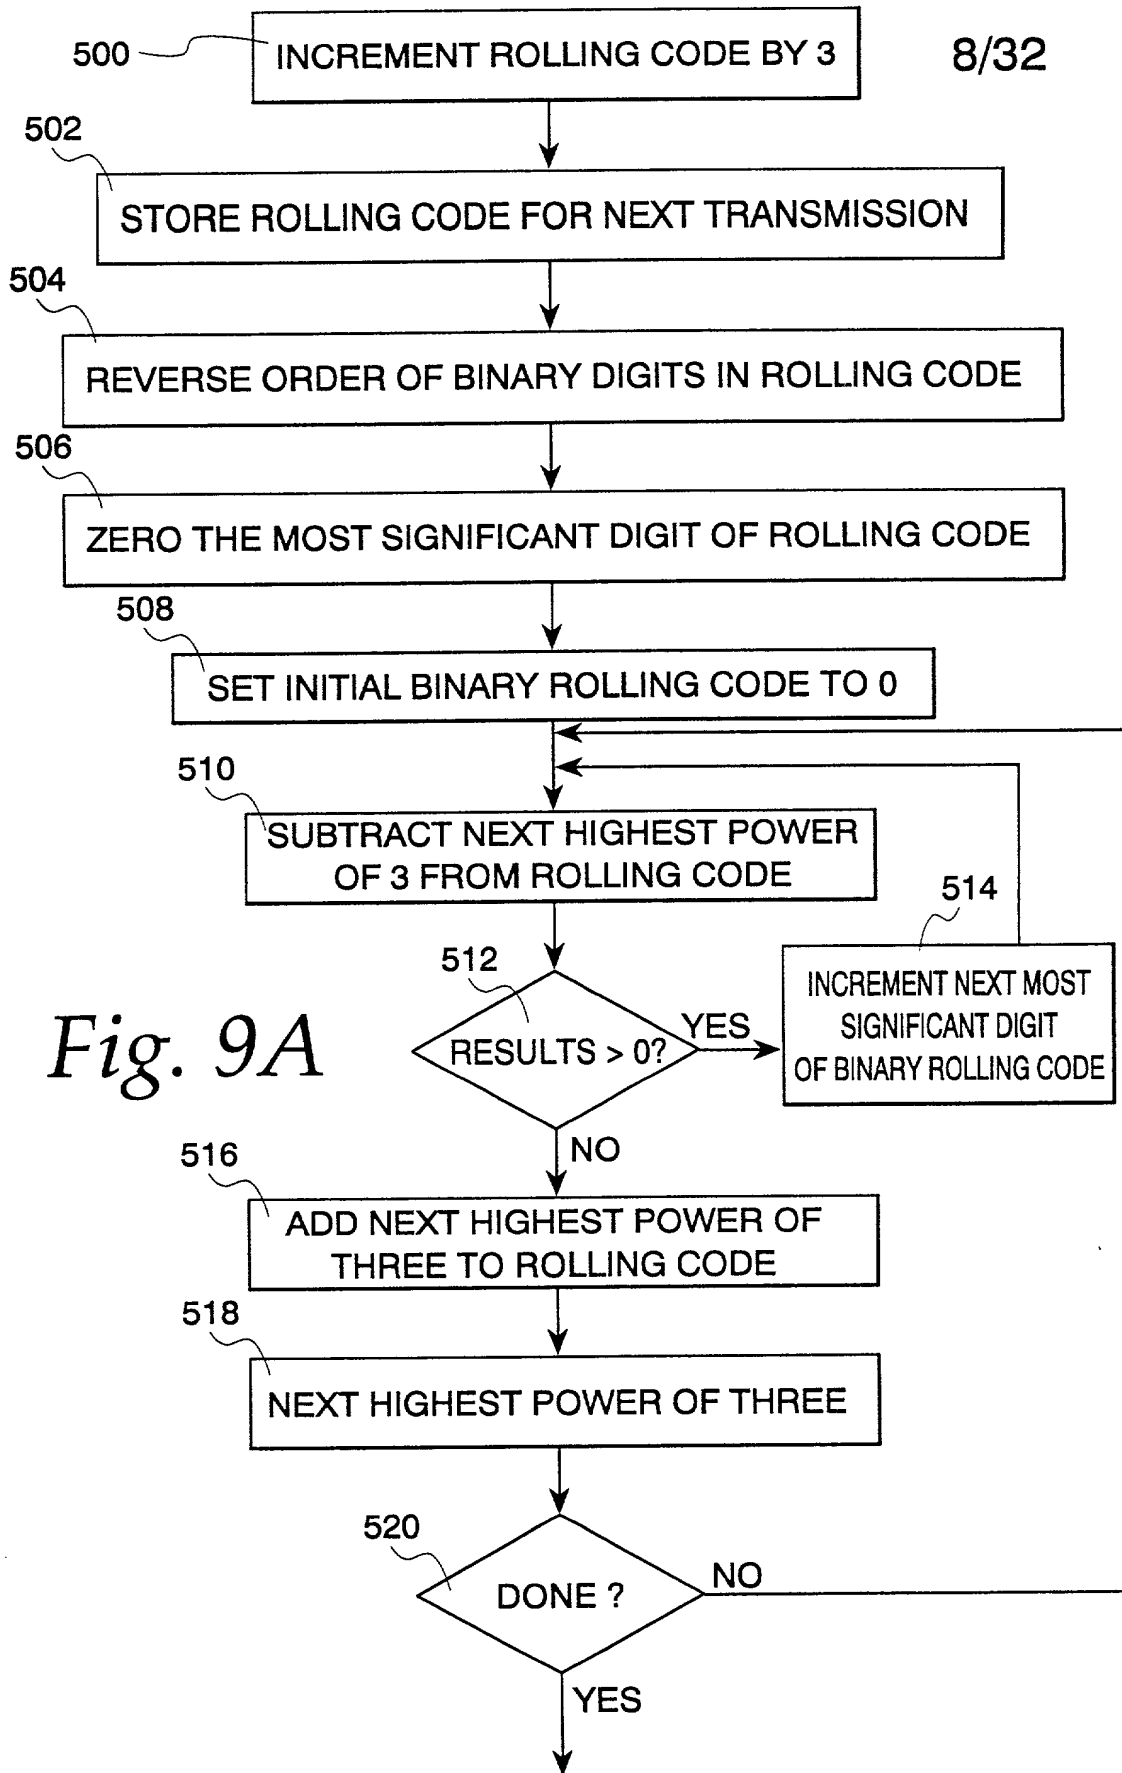 500
INCREMENT ROLLING CODE BY 3
8/32
502
STORE ROLLING CODE FOR NEXT TRANSMISSION
504
REVERSE ORDER OF BINARY DIGITS IN ROLLING CODE
506
ZERO THE MOST SIGNIFICANT DIGIT OF ROLLING CODE
508
SET INITIAL BINARY ROLLING CODE TO 0
510
SUBTRACT NEXT HIGHEST POWER
OF 3 FROM ROLLING CODE
514
INCREMENT NEXT MOST
SIGNIFICANT DIGIT
OF BINARY ROLLING CODE
512
RESULTS > 0?
YES
Fig. 9A
NO
516
ADD NEXT HIGHEST POWER OF
THREE TO ROLLING CODE
518
NEXT HIGHEST POWER OF THREE
520
DONE ?
NO
YES